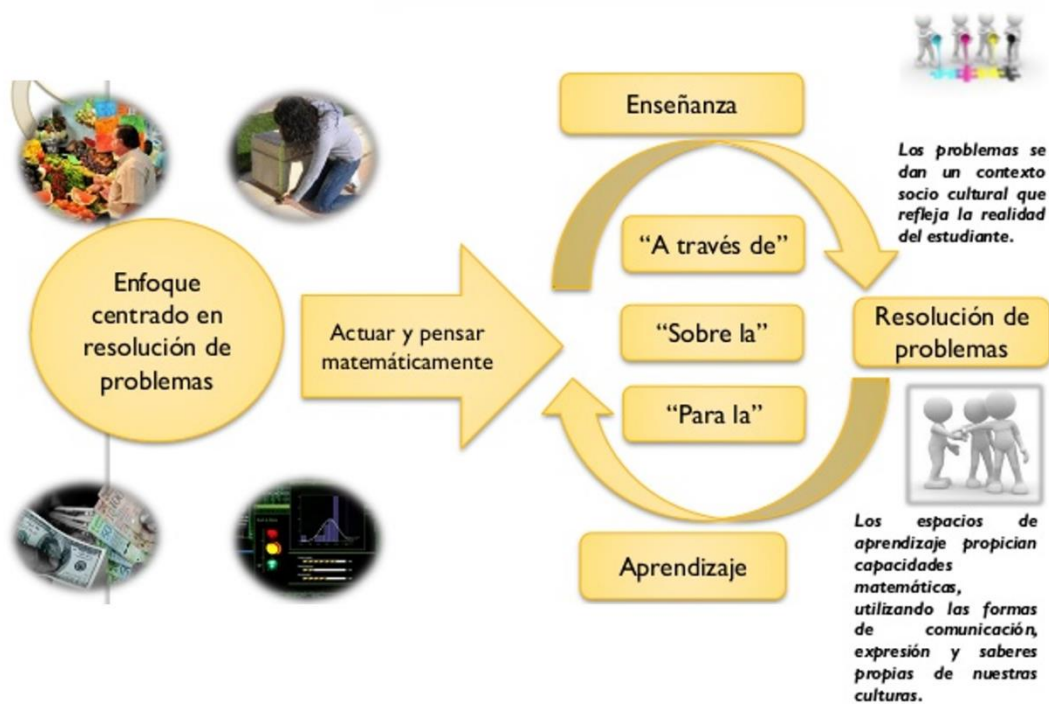 Enfoque
centrado en
resolución de
problemas
Actuar y pensar
matemáticamente
Enseñanza
“A través de”
“Sobre la”
“Para la”
Aprendizaje
Los problemas se
dan un contexto
socio cultural que
refleja la realidad
del estudiante.
Resolución de
problemas
Los espacios de
aprendizaje propician
capacidades
matemáticas,
utilizando las formas
de comunicación,
expresión y saberes
propias de nuestras
culturas.